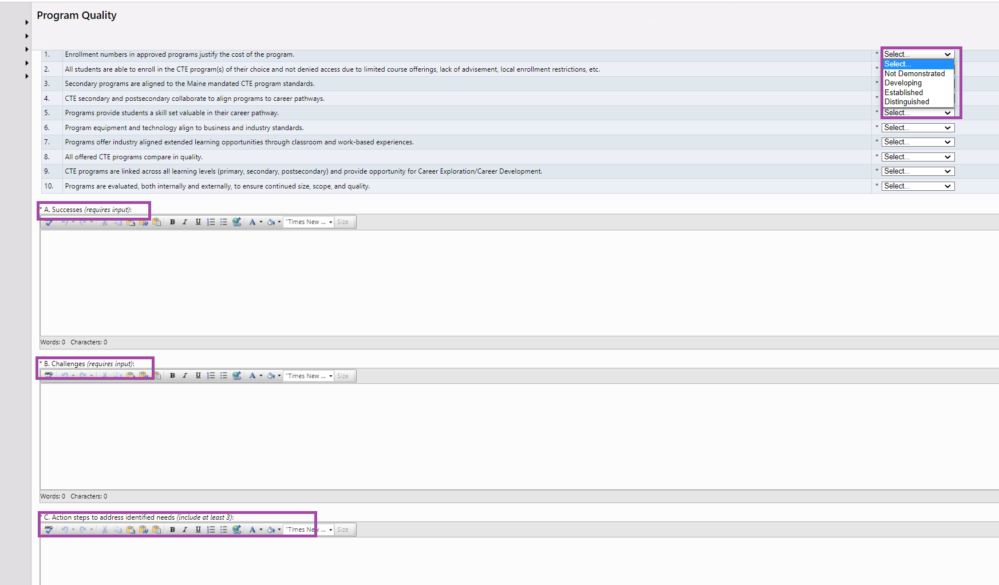 Program Quality
1. Enrollment numbers in approved programs justify the cost of the program. * Select...
Select...
2. All students are able to enroll in the CTE program(s) of their choice and not denied access due to limited course offerings, lack of advisement, local enrollment restrictions, etc. *
Not Demonstrated
3. Secondary programs are aligned to the Maine mandated CTE program standards. * Developing
Established
4. CTE secondary and postsecondary collaborate to align programs to career pathways. *
Distinguished
5. Programs provide students a skill set valuable in their career pathway. * Select...
6. Program equipment and technology align to business and industry standards. * Select...
7. Programs offer industry aligned extended learning opportunities through classroom and work-based experiences. * Select...
8. All offered CTE programs compare in quality. * Select...
9. CTE programs are linked across all learning levels (primary, secondary, postsecondary) and provide opportunity for Career Exploration/Career Development. * Select...
10. Programs are evaluated, both internally and externally, to ensure continued size, scope, and quality. * Select...
* A. Successes (requires input):
B I U A "Times New ... Size
Words: 0 Characters: 0
* B. Challenges (requires input):
ABC B I U A "Times New ... Size
Words: 0 Characters: 0
* C. Action steps to address identified needs (include at least 3):
ABC B I U A "Times New ... Size